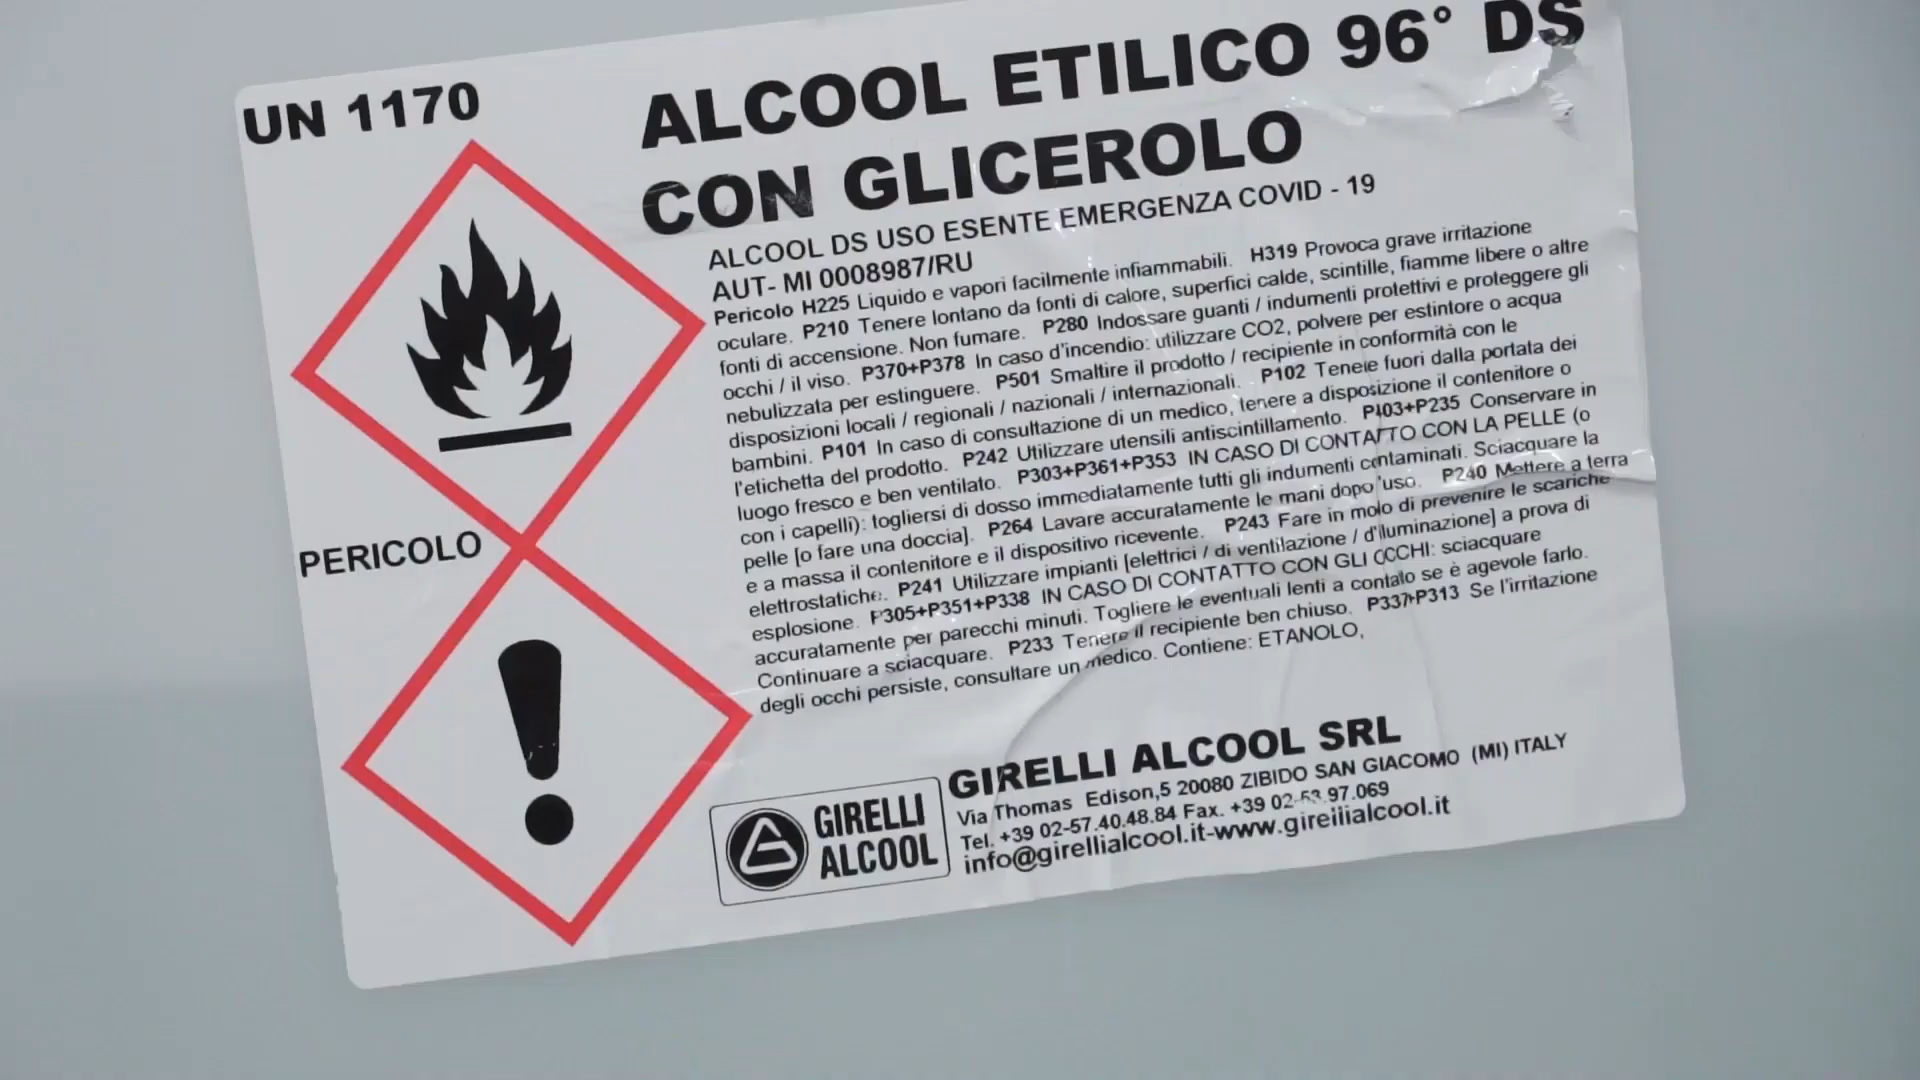 UN 1170
ALCOOL ETILICO 96° DS
CON GLICEROLO
ALCOOL DS USO ESENTE EMERGENZA COVID - 19
AUT- MI 0008987/RU
Pericolo H225 Liquido e vapori facilmente infiammabili. H319 Provoca grave irritazione
oculare. P210 Tenere lontano da fonti di calore, superfici calde, scintille, fiamme libere o altre
fonti di accensione. Non fumare. P280 Indossare guanti / indumenti protettivi e proteggere gli
occhi / il viso. P370+P378 In caso d'incendio: utilizzare CO2, polvere per estintore o acqua
nebulizzata per estinguere. P501 Smaltire il prodotto / recipiente in conformità con le
disposizioni locali / regionali / nazionali / internazionali. P102 Tenere fuori dalla portata dei
bambini. P101 In caso di consultazione di un medico, tenere a disposizione il contenitore o
l'etichetta del prodotto. P242 Utilizzare utensili antiscintillamento. P403+P235 Conservare in
luogo fresco e ben ventilato. P303+P361+P353 IN CASO DI CONTATTO CON LA PELLE (o
con i capelli): togliersi di dosso immediatamente tutti gli indumenti contaminati. Sciacquare la
pelle [o fare una doccia]. P264 Lavare accuratamente le mani dopo l'uso. P240 Mettere a terra
e a massa il contenitore e il dispositivo ricevente. P243 Fare in modo di prevenire le scariche
elettrostatiche. P241 Utilizzare impianti [elettrici / di ventilazione / d'illuminazione] a prova di
esplosione. P305+P351+P338 IN CASO DI CONTATTO CON GLI OCCHI: sciacquare
accuratamente per parecchi minuti. Togliere le eventuali lenti a contatto se è agevole farlo.
Continuare a sciacquare. P233 Tenere il recipiente ben chiuso. P337+P313 Se l'irritazione
degli occhi persiste, consultare un medico. Contiene: ETANOLO,
PERICOLO
GIRELLI
ALCOOL
GIRELLI ALCOOL SRL
Via Thomas Edison,5 20080 ZIBIDO SAN GIACOMO (MI) ITALY
Tel. +39 02-57.40.48.84 Fax. +39 02-53.97.069
info@girellialcool.it-www.girellialcool.it